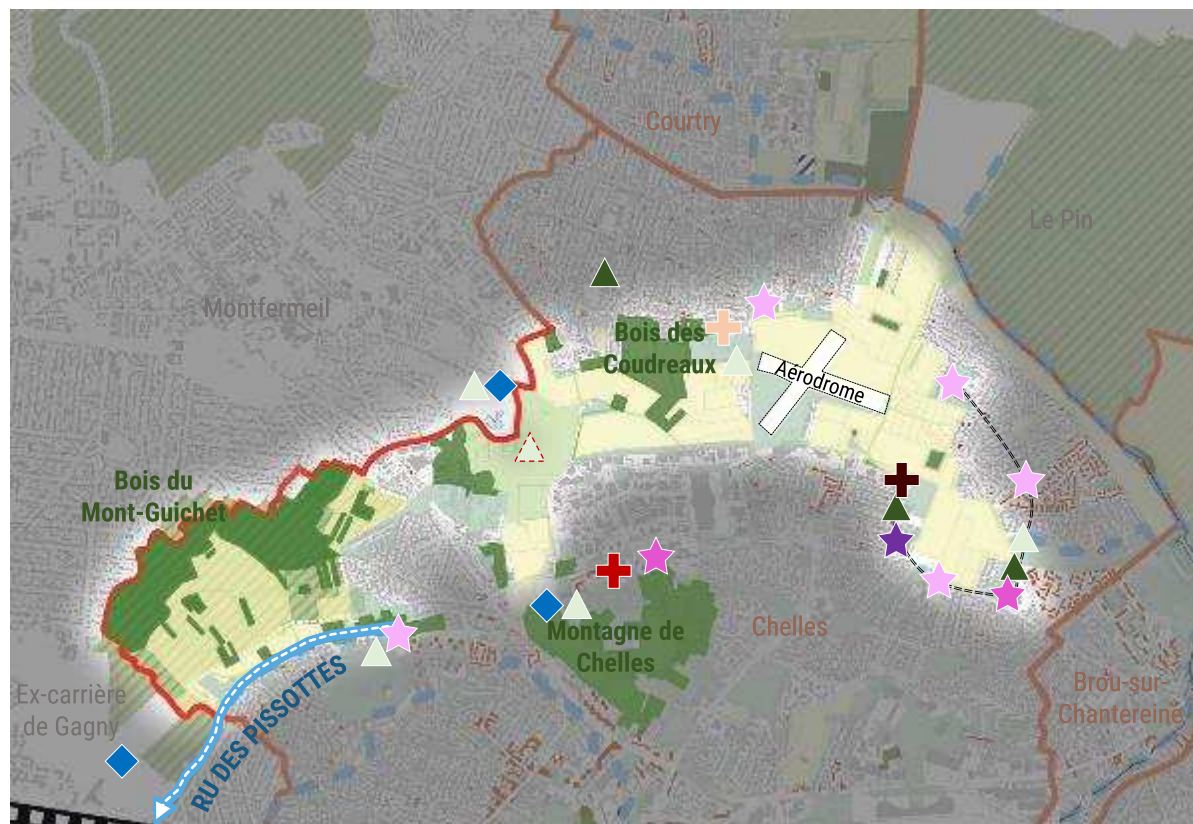 Courtry
Le Pin
Montfermeil
Bois des
Coudreaux
Aérodrome
Bois du
Mont-Guichet
Montagne de
Chelles
Chelles
Ex-carrière
de Gagny
RU DES PISSOTTES
Brou-sur-
Chantereine